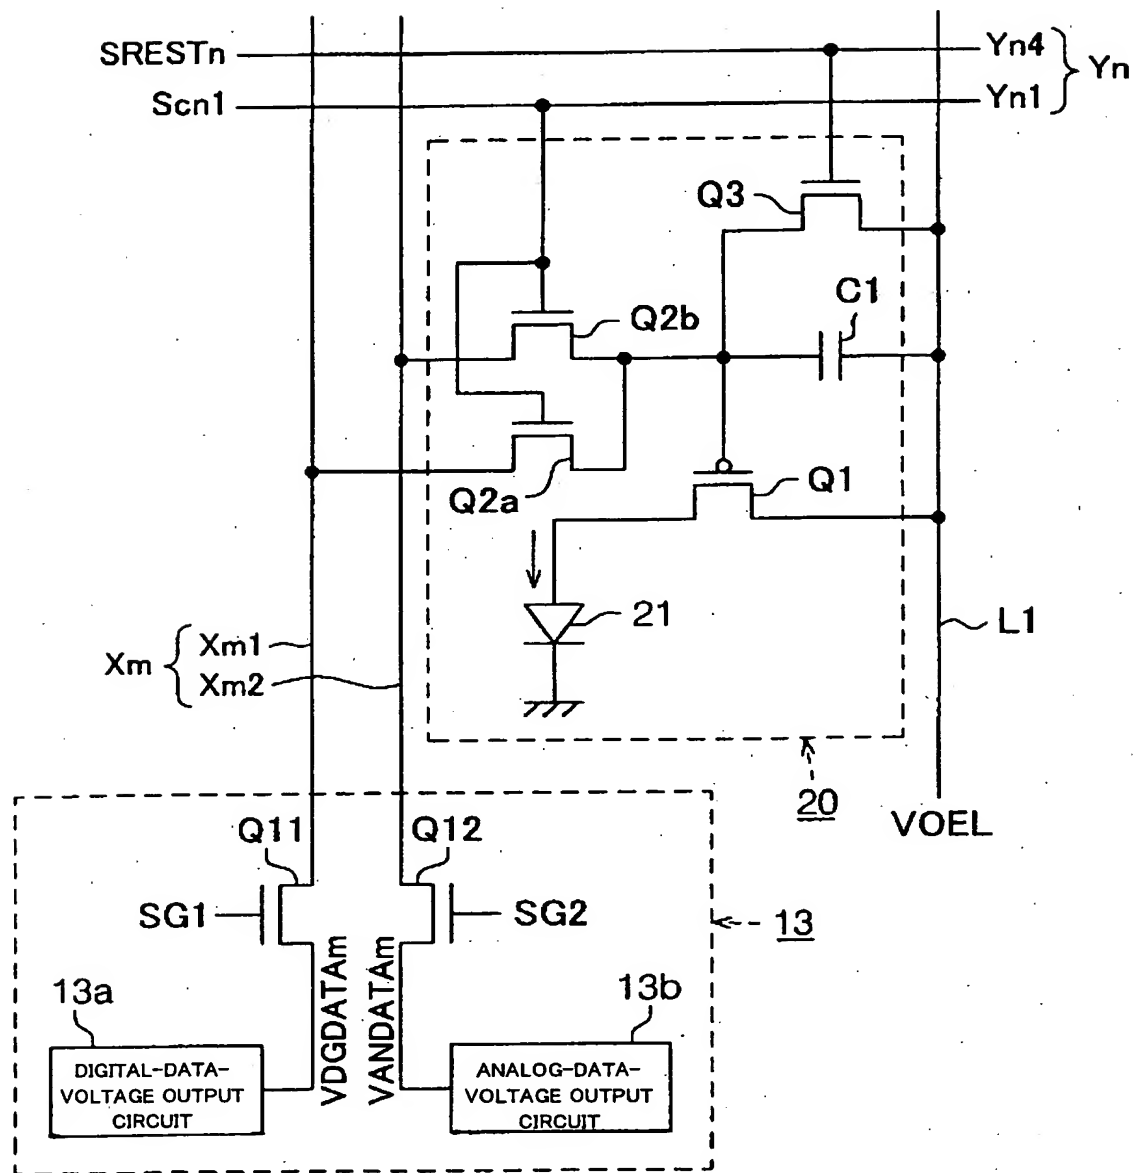 SRESTn
Yn4
Yn
Scn1
Yn1
Q3
C1
Q2b
Q2a
Q1
21
L1
Xm
Xm1
Xm2
20
VOEL
Q11
Q12
SG1
SG2
13
VDGDATAm
VANDATAm
13a
13b
DIGITAL-DATA-
VOLTAGE OUTPUT
CIRCUIT
ANALOG-DATA-
VOLTAGE OUTPUT
CIRCUIT